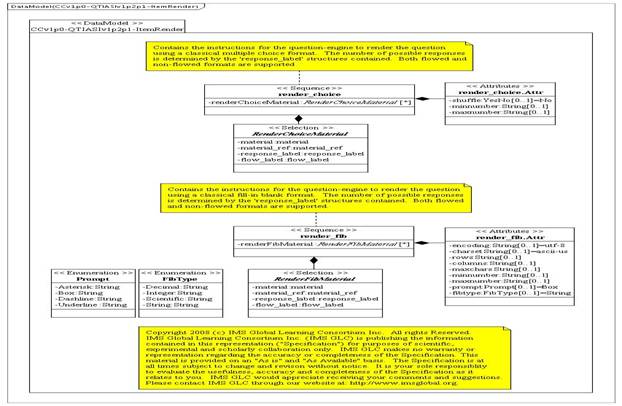 DataModel(CCv1p0-QTIASIv1p2p1-ItemRender)
<< DataModel >>
CCv1p0-QTIASIv1p2p1-ItemRender
Contains the instructions for the question-engine to render the question
using a classical multiple choice format. The number of possible responses
is determined by the 'response_label' structures contained. Both flowed and
non-flowed formats are supported.
<< Sequence >>
render_choice
-renderChoiceMaterial:RenderChoiceMaterial [*]
<< Attributes >>
render_choice.Attr
-shuffle:YesNo[0..1]=No
-minnumber:String[0..1]
-maxnumber:String[0..1]
<< Selection >>
RenderChoiceMaterial
-material:material
-material_ref:material_ref
-response_label:response_label
-flow_label:flow_label
Contains the instructions for the question-engine to render the question
using a classical fill-in blank format. The number of possible responses
is determined by the 'response_label' structures contained. Both flowed
and non-flowed formats are supported.
<< Sequence >>
render_fib
-renderFibMaterial:RenderFibMaterial [*]
<< Attributes >>
render_fib.Attr
-encoding:String[0..1]=utf-8
-charset:String[0..1]=ascii-us
-rows:String[0..1]
-columns:String[0..1]
-maxchars:String[0..1]
-minnumber:String[0..1]
-maxnumber:String[0..1]
-prompt:Prompt[0..1]=Box
-fibtype:FibType[0..1]=String
<< Enumeration >>
Prompt
-Asterisk:String
-Box:String
-Dashline:String
-Underline:String
<< Enumeration >>
FibType
-Decimal:String
-Integer:String
-Scientific:String
-String:String
<< Selection >>
RenderFibMaterial
-material:material
-material_ref:material_ref
-response_label:response_label
-flow_label:flow_label
Copyright 2008 (c) IMS Global Learning Consortium Inc. All rights Reserved.
IMS Global Learning Consortium Inc. (IMS GLC) is publishing the information
contained in this representation ("Specification") for purposes of scientific,
experimental and scholarly collaboration only. IMS GLC makes no warranty or
representation regarding the accuracy or completeness of the Specification. This
material is provided on an "As is" and "As Available" basis. The Specification is at
all times subject to change and revision without notice. It is your sole responsibility
to evaluate the usefulness, accuracy and completeness of the Specification as it
relates to you. IMS GLC would appreciate receiving your comments and suggestions.
Please contact IMS GLC through our website at: http://www.imsglobal.org.